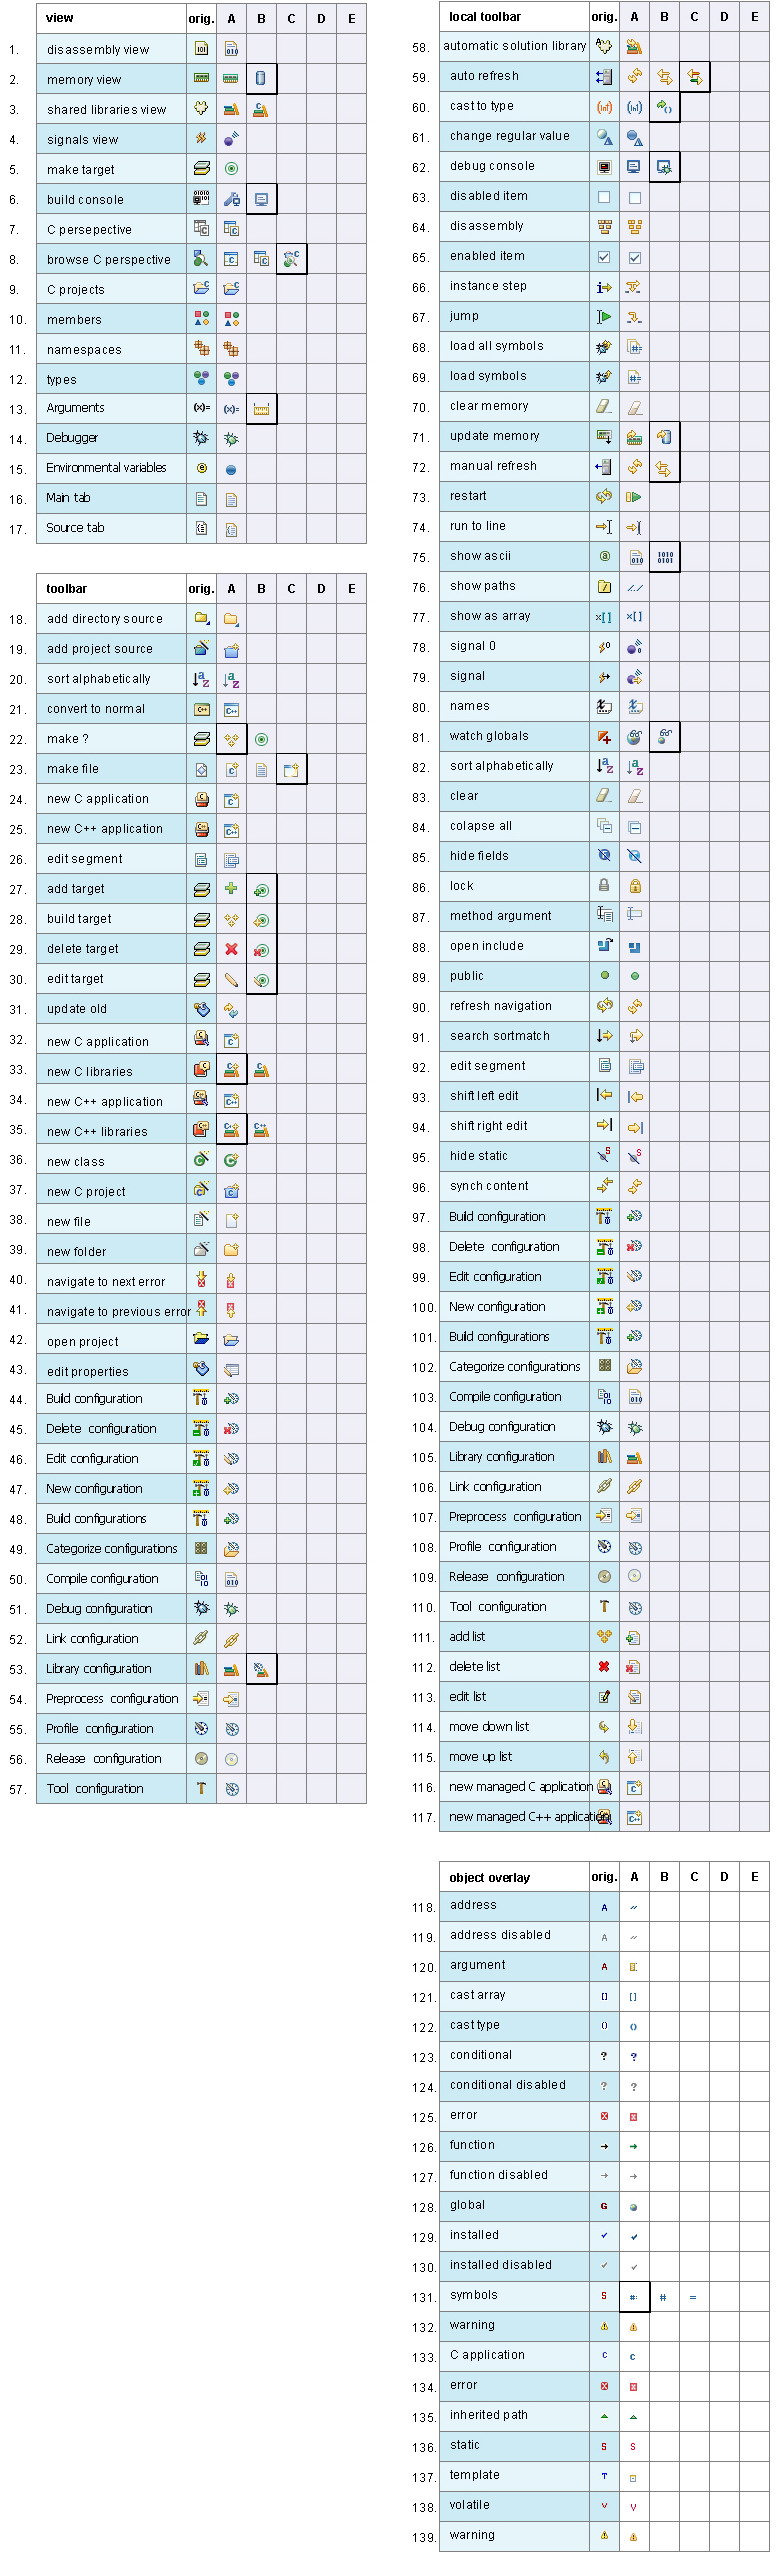 view orig. A B C D E
1. disassembly view
2. memory view
3. shared libraries view
4. signals view
5. make target
6. build console
7. C persepective
8. browse C perspective
9. C projects
10. members
11. namespaces
12. types
13. Arguments
14. Debugger
15. Environmental variables
16. Main tab
17. Source tab
toolbar orig. A B C D E
18. add directory source
19. add project source
20. sort alphabetically
21. convert to normal
22. make ?
23. make file
24. new C application
25. new C++ application
26. edit segment
27. add target
28. build target
29. delete target
30. edit target
31. update old
32. new C application
33. new C libraries
34. new C++ application
35. new C++ libraries
36. new class
37. new C project
38. new file
39. new folder
40. navigate to next error
41. navigate to previous error
42. open project
43. edit properties
44. Build configuration
45. Delete configuration
46. Edit configuration
47. New configuration
48. Build configurations
49. Categorize configurations
50. Compile configuration
51. Debug configuration
52. Link configuration
53. Library configuration
54. Preprocess configuration
55. Profile configuration
56. Release configuration
57. Tool configuration
local toolbar orig. A B C D E
58. automatic solution library
59. auto refresh
60. cast to type
61. change regular value
62. debug console
63. disabled item
64. disassembly
65. enabled item
66. instance step
67. jump
68. load all symbols
69. load symbols
70. clear memory
71. update memory
72. manual refresh
73. restart
74. run to line
75. show ascii
76. show paths
77. show as array
78. signal 0
79. signal
80. names
81. watch globals
82. sort alphabetically
83. clear
84. colapse all
85. hide fields
86. lock
87. method argument
88. open include
89. public
90. refresh navigation
91. search sortmatch
92. edit segment
93. shift left edit
94. shift right edit
95. hide static
96. synch content
97. Build configuration
98. Delete configuration
99. Edit configuration
100. New configuration
101. Build configurations
102. Categorize configurations
103. Compile configuration
104. Debug configuration
105. Library configuration
106. Link configuration
107. Preprocess configuration
108. Profile configuration
109. Release configuration
110. Tool configuration
111. add list
112. delete list
113. edit list
114. move down list
115. move up list
116. new managed C application
117. new managed C++ application
object overlay orig. A B C D E
118. address
119. address disabled
120. argument
121. cast array
122. cast type
123. conditional
124. conditional disabled
125. error
126. function
127. function disabled
128. global
129. installed
130. installed disabled
131. symbols
132. warning
133. C application
134. error
135. inherited path
136. static
137. template
138. volatile
139. warning